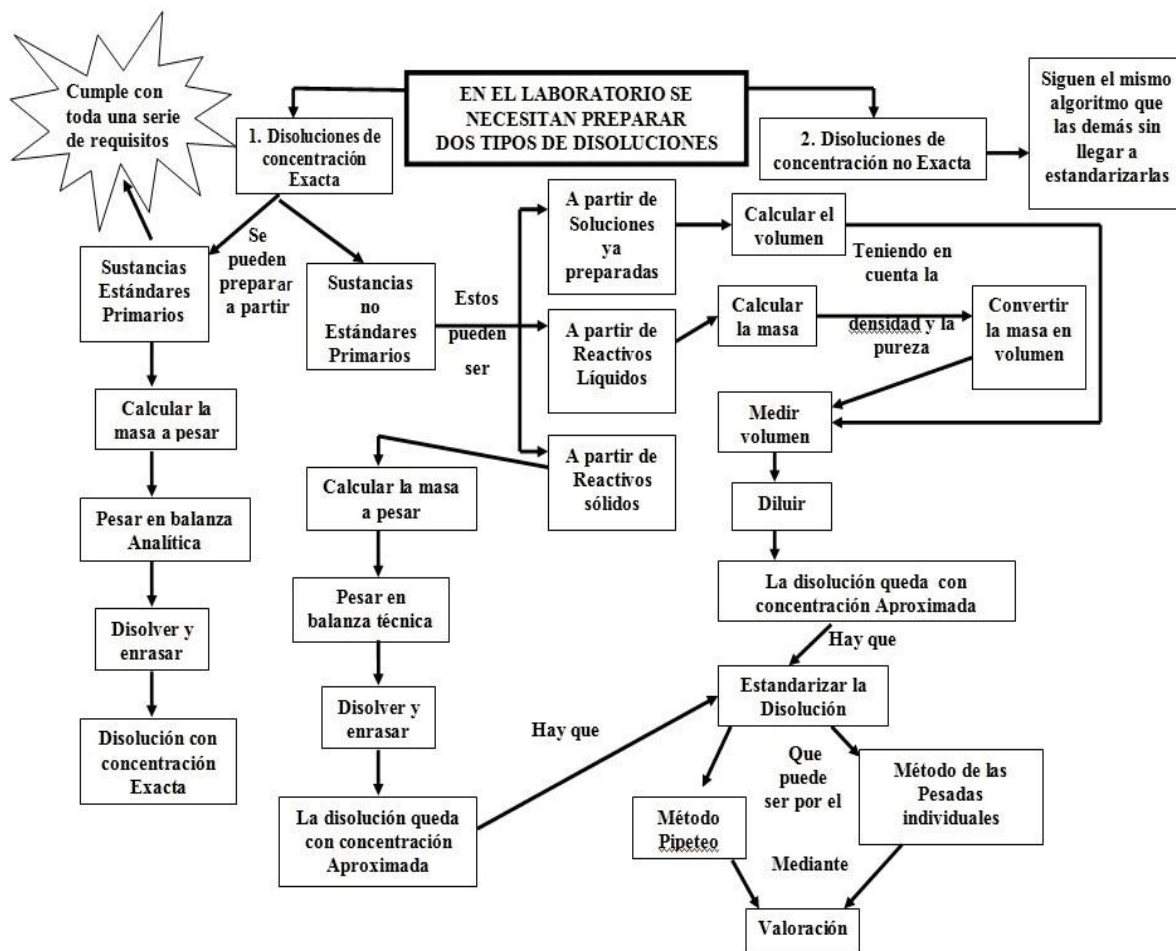 Cumple con
toda una serie
de requisitos
EN EL LABORATORIO SE
NECESITAN PREPARAR
DOS TIPOS DE DISOLUCIONES
1. Disoluciones de
concentración
Exacta
2. Disoluciones de
concentración no Exacta
Siguen el mismo
algoritmo que
las demás sin
llegar a
estandarizarlas
Se
pueden
preparar
a partir
Sustancias
Estándares
Primarios
Sustancias
no
Estándares
Primarios
Estos
pueden
ser
A partir de
Soluciones
ya
preparadas
Calcular el
volumen
Teniendo en
cuenta la
densidad y la
pureza
A partir de
Reactivos
Líquidos
Calcular
la masa
Convertir
la masa en
volumen
Medir
volumen
Diluir
La disolución queda con
concentración Aproximada
A partir de
Reactivos
sólidos
Calcular la masa
a pesar
Pesar en
balanza técnica
Disolver y
enrasar
La disolución queda
con concentración
Aproximada
Calcular la
masa a pesar
Pesar en balanza
Analítica
Disolver y
enrasar
Disolución con
concentración
Exacta
Hay que
Hay que
Estandarizar la
Disolución
Que
puede
ser por el
Método
Pipeteo
Método de las
Pesadas
individuales
Mediante
Valoración